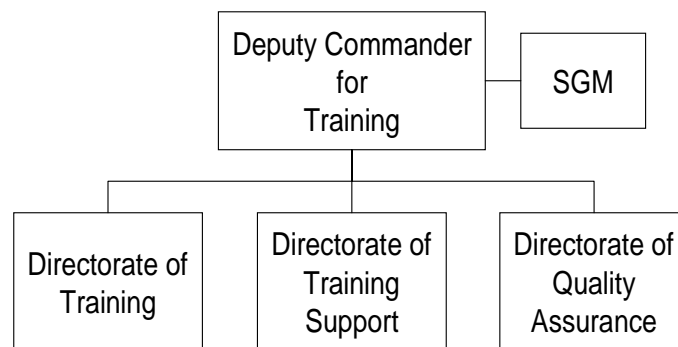 Deputy Commander
for
Training
SGM
Directorate of
Training
Directorate of
Training
Support
Directorate of
Quality
Assurance